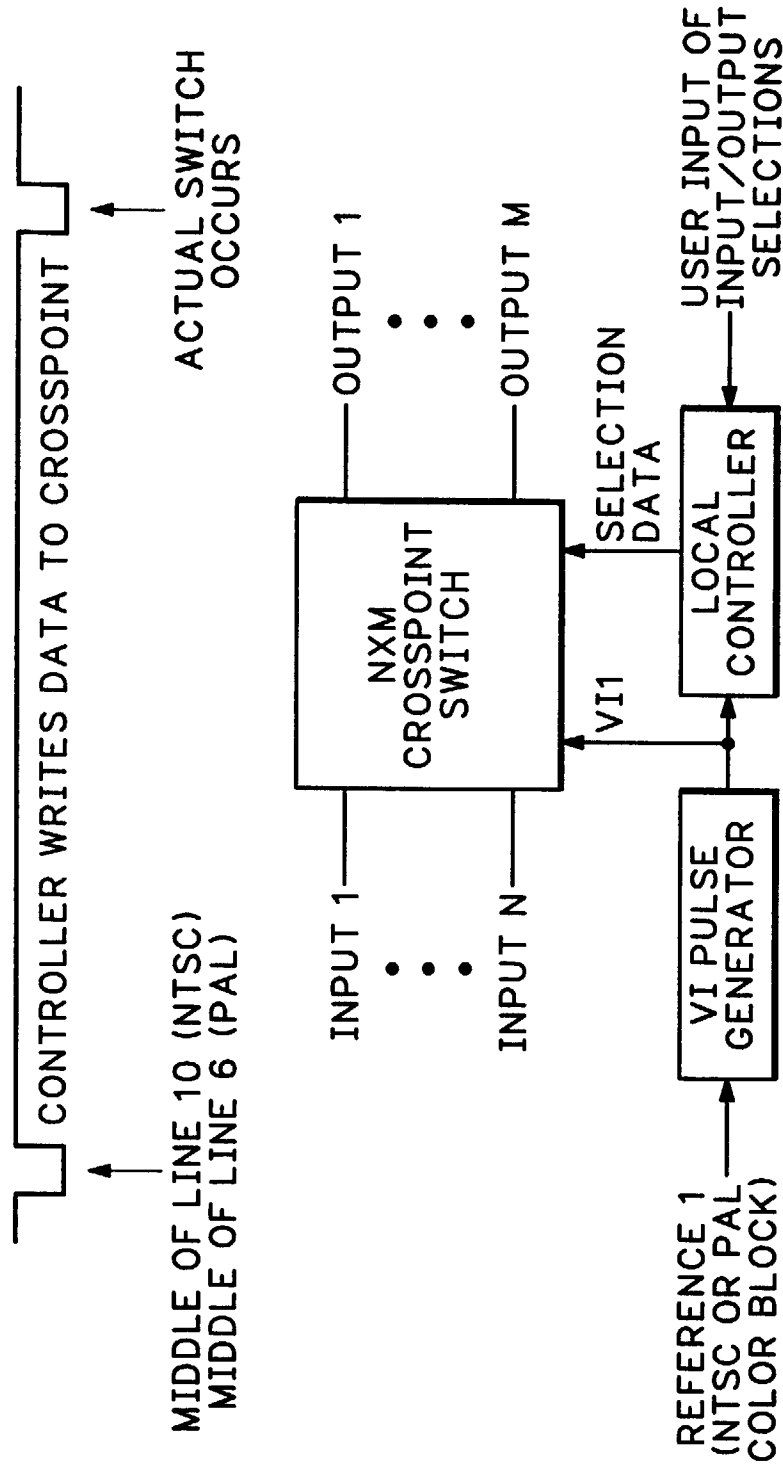 CONTROLLER WRITES DATA TO CROSSPOINT
MIDDLE OF LINE 10 (NTSC)
MIDDLE OF LINE 6 (PAL)
ACTUAL SWITCH
OCCURS
INPUT 1
INPUT N
NXM
CROSSPOINT
SWITCH
OUTPUT 1
OUTPUT M
VI1
SELECTION
DATA
REFERENCE 1
(NTSC OR PAL
COLOR BLOCK)
VI PULSE
GENERATOR
LOCAL
CONTROLLER
USER INPUT OF
INPUT/OUTPUT
SELECTIONS